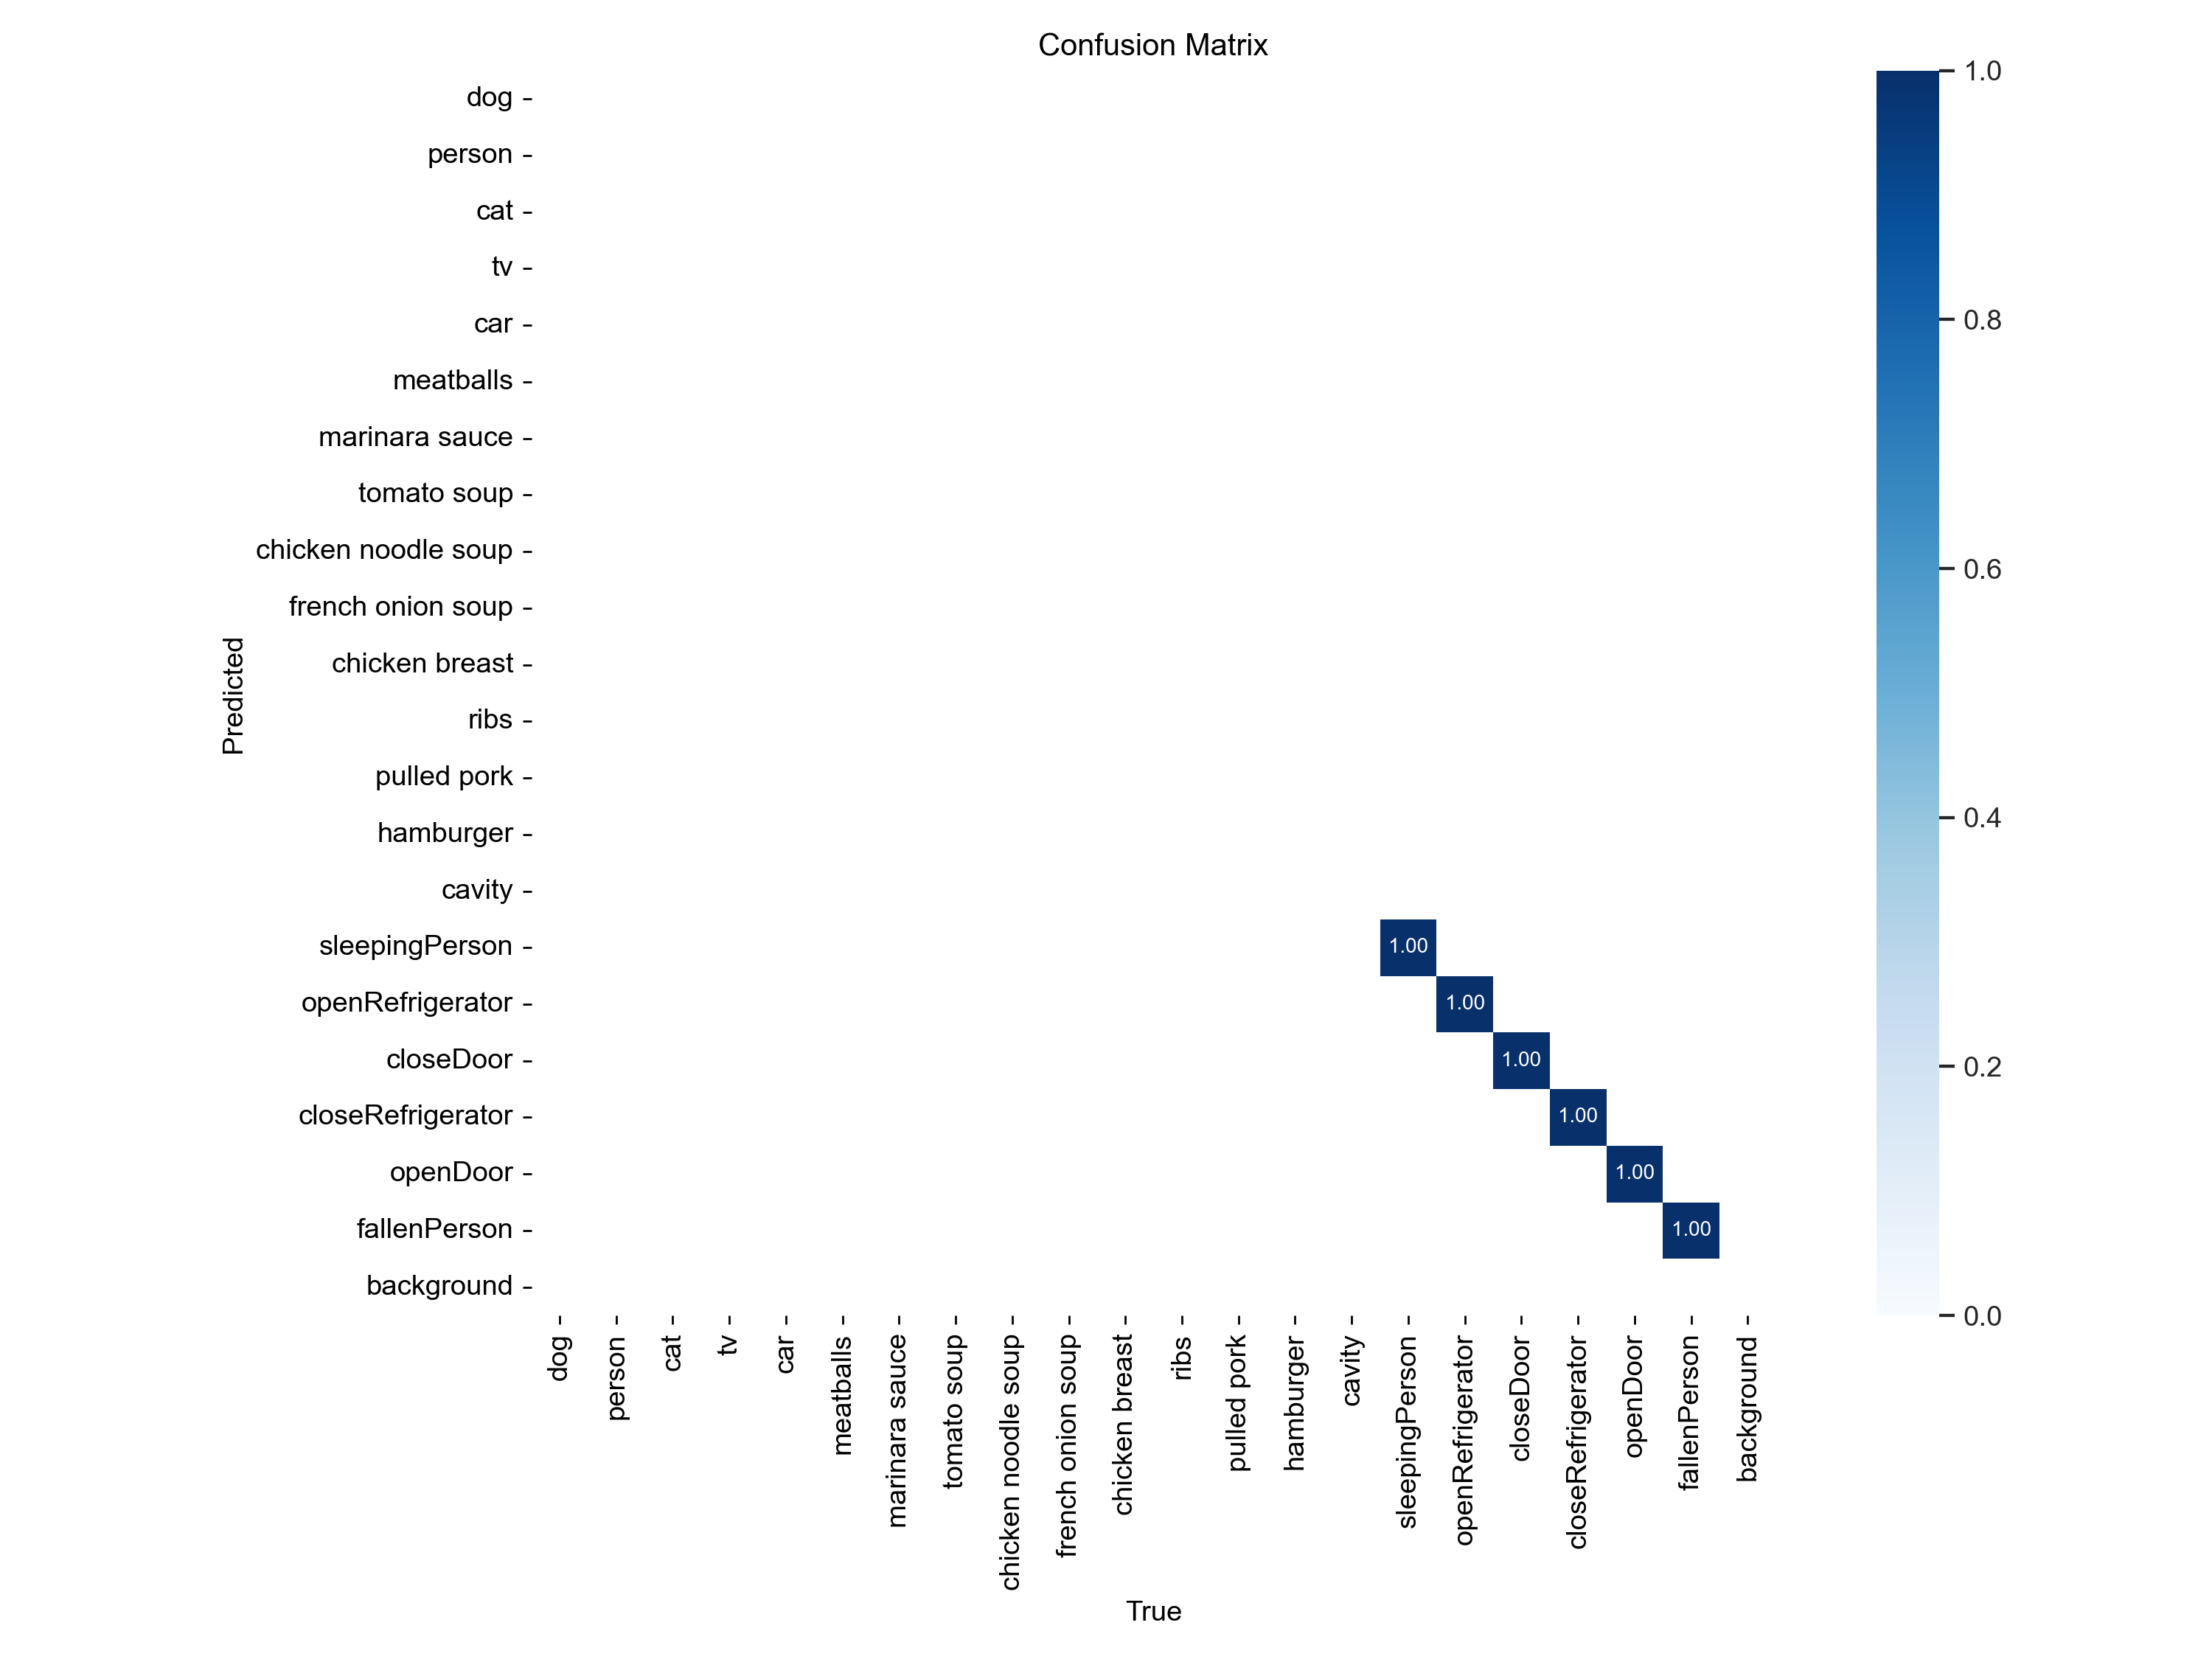 Confusion Matrix
dog
person
cat
tv
car
meatballs
marinara sauce
tomato soup
chicken noodle soup
french onion soup
chicken breast
ribs
pulled pork
hamburger
cavity
sleepingPerson
openRefrigerator
closeDoor
closeRefrigerator
openDoor
fallenPerson
background
Predicted
1.00
1.00
1.00
1.00
1.00
1.00
dog
person
cat
tv
car
meatballs
marinara sauce
tomato soup
chicken noodle soup
french onion soup
chicken breast
ribs
pulled pork
hamburger
cavity
sleepingPerson
openRefrigerator
closeDoor
closeRefrigerator
openDoor
fallenPerson
background
True
1.0
0.8
0.6
0.4
0.2
0.0